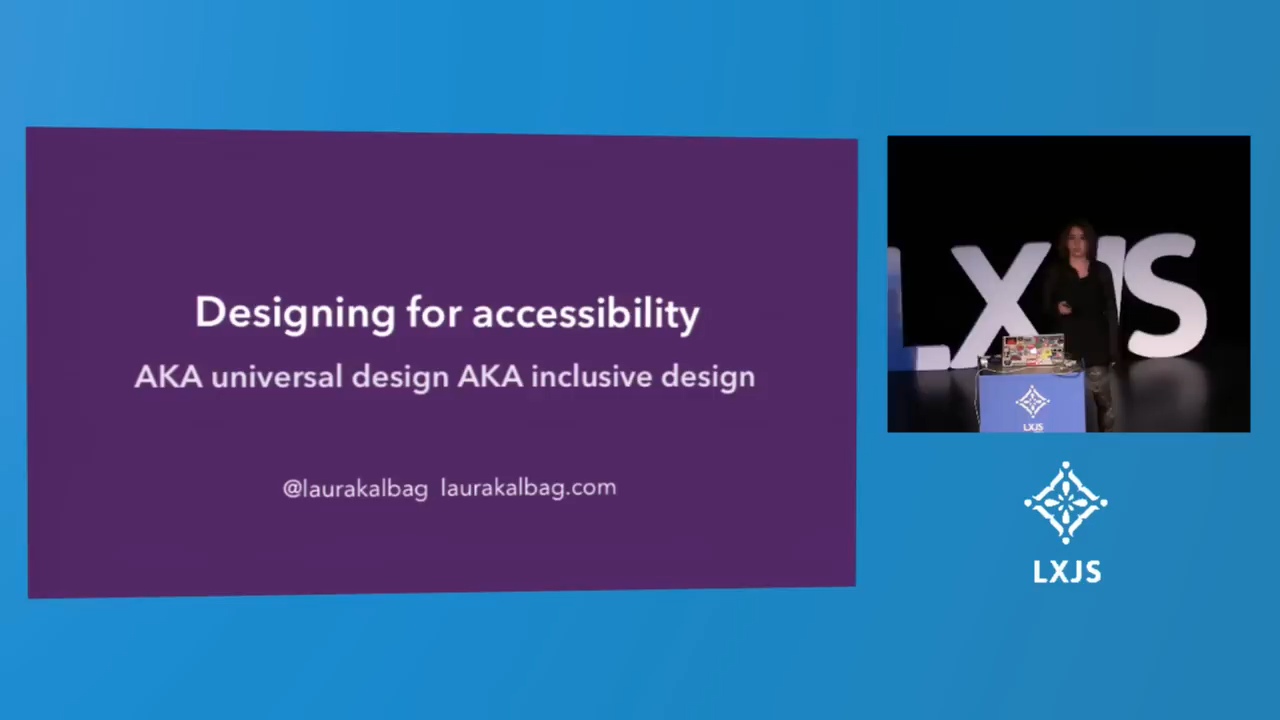 Designing for accessibility
AKA universal design AKA inclusive design
@laurakalbag laurakalbag.com
LXJS
LXJS
LXJS